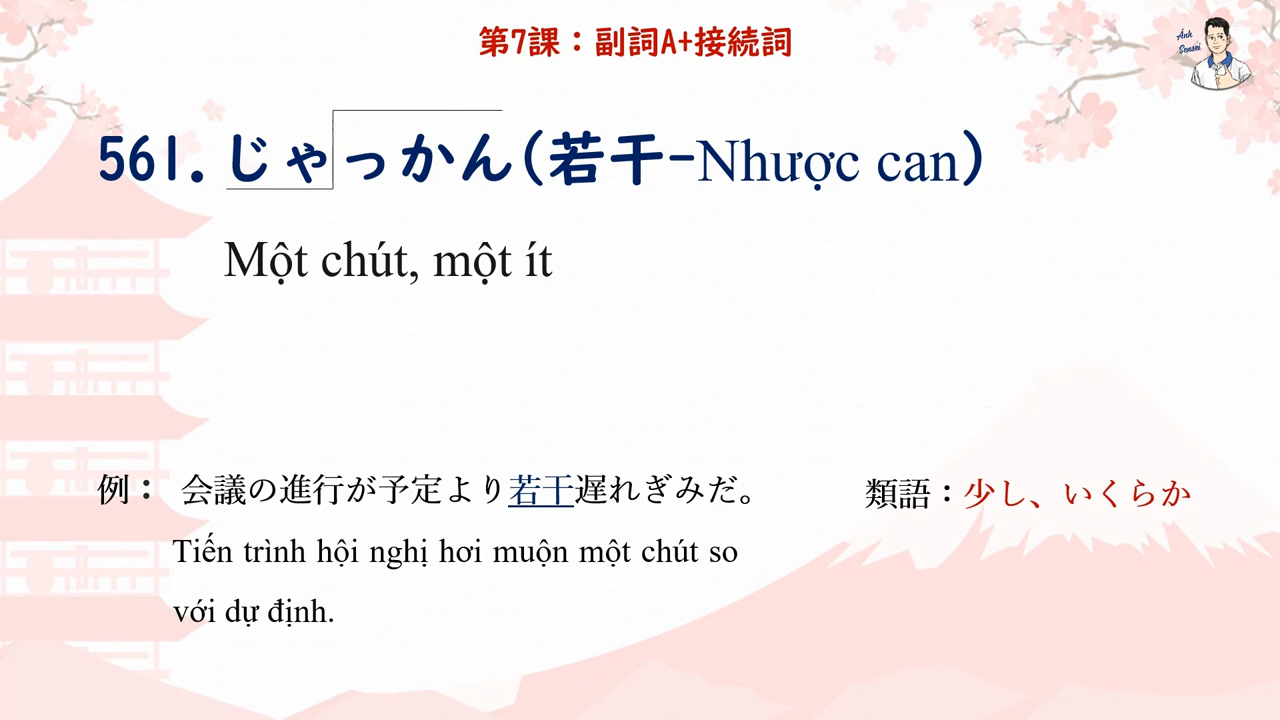 第7課：副詞A+接続詞
Anh
Sensei
561. じゃっかん(若干-Nhược can)
Một chút, một ít
例： 会議の進行が予定より若干遅れぎみだ。
類語：少し、いくらか
Tiến trình hội nghị hơi muộn một chút so
với dự định.